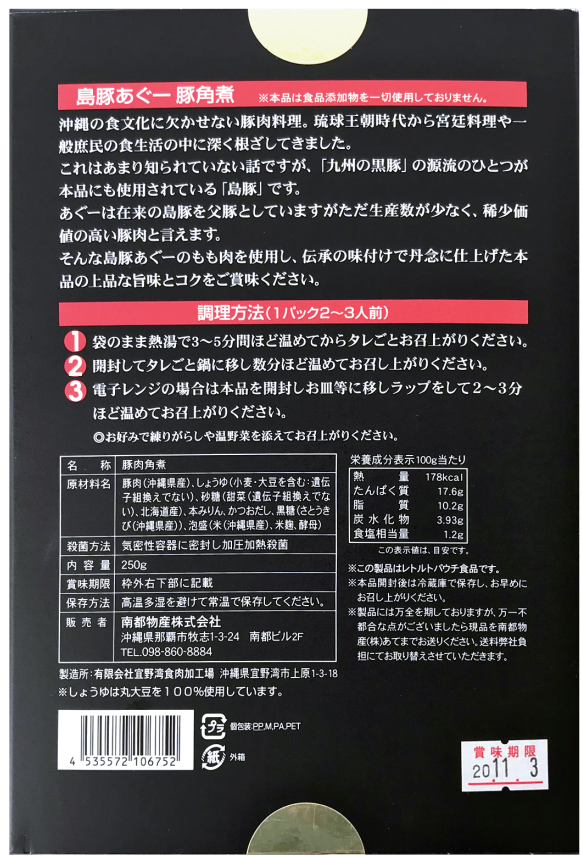 島豚あぐー 豚角煮 ※本品は食品添加物を一切使用しておりません。
沖縄の食文化に欠かせない豚肉料理。琉球王朝時代から宮廷料理や一
般庶民の食生活の中に深く根ざしてきました。
これはあまり知られていない話ですが、「九州の黒豚」の源流のひとつが
本品にも使用されている「島豚」です。
あぐーは在来の島豚を父豚としていますがただ生産数が少なく、稀少価
値の高い豚肉と言えます。
そんな島豚あぐーのもも肉を使用し、伝承の味付けで丹念に仕上げた本
品の上品な旨味とコクをご賞味ください。
調理方法(1パック2〜3人前)
1 袋のまま熱湯で3〜5分間ほど温めてからタレごとお召上がりください。
2 開封してタレごと鍋に移し数分ほど温めてお召し上がりください。
3 電子レンジの場合は本品を開封しお皿等に移しラップをして2〜3分
ほど温めてお召上がりください。
◎お好みで練りがらしや温野菜を添えてお召上がりください。
名 称 豚肉角煮
原材料名 豚肉(沖縄県産)、しょうゆ(小麦・大豆を含む:遺伝
子組換えでない)、砂糖(甜菜(遺伝子組換えでな
い)、北海道産)、本みりん、かつおだし、黒糖(さとうき
び(沖縄県産))、泡盛(米(沖縄県産)、米麹、酵母)
殺菌方法 気密性容器に密封し加圧加熱殺菌
内 容 量 250g
賞味期限 枠外右下部に記載
保存方法 高温多湿を避けて常温で保存してください。
販 売 者 南都物産株式会社
沖縄県那覇市牧志1-3-24 南都ビル2F
TEL.098-860-8884
製造所:有限会社宜野湾食肉加工場 沖縄県宜野湾市上原1-3-18
※しょうゆは丸大豆を100%使用しています。
栄養成分表示100g当たり
熱 量 178kcal
たんぱく質 17.6g
脂 質 10.2g
炭水化物 3.93g
食塩相当量 1.2g
この表示値は、目安です。
※この製品はレトルトパウチ食品です。
※本品開封後は冷蔵庫で保存し、お早めに
お召し上がりください。
※製品には万全を期しておりますが、万一不
都合な点がございましたら現品を南都物
産(株)あてまでお送りください。送料弊社負
担にてお取り替えさせていただきます。
4 535572 106752
プラ 個包装:PP,M,PA,PET
紙 外箱
賞味期限
2011. 3